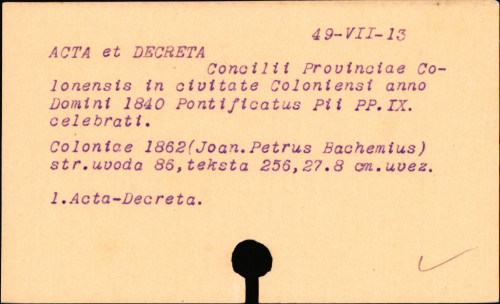 49-VII-13
ACTA et DECRETA
Concilii Provinciae Co-
lonensis in civitate Coloniensi anno
Domini 1840 Pontificatus Pii PP.IX.
celebrati.
Coloniae 1862(Joan.Petrus Bachemius)
str.uvoda 86,teksta 256,27.8 cm.uvez.
1.Acta-Decreta.